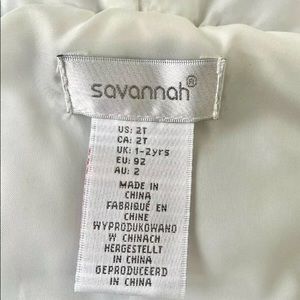 savannah®
US: 2T
CA: 2T
UK: 1-2yrs
EU: 92
AU: 2
MADE IN
CHINA
FABRIQUÉ EN
CHINE
WYPRODUKOWANO
W CHINACH
HERGESTELLT
IN CHINA
GEPRODUCEERD
IN CHINA